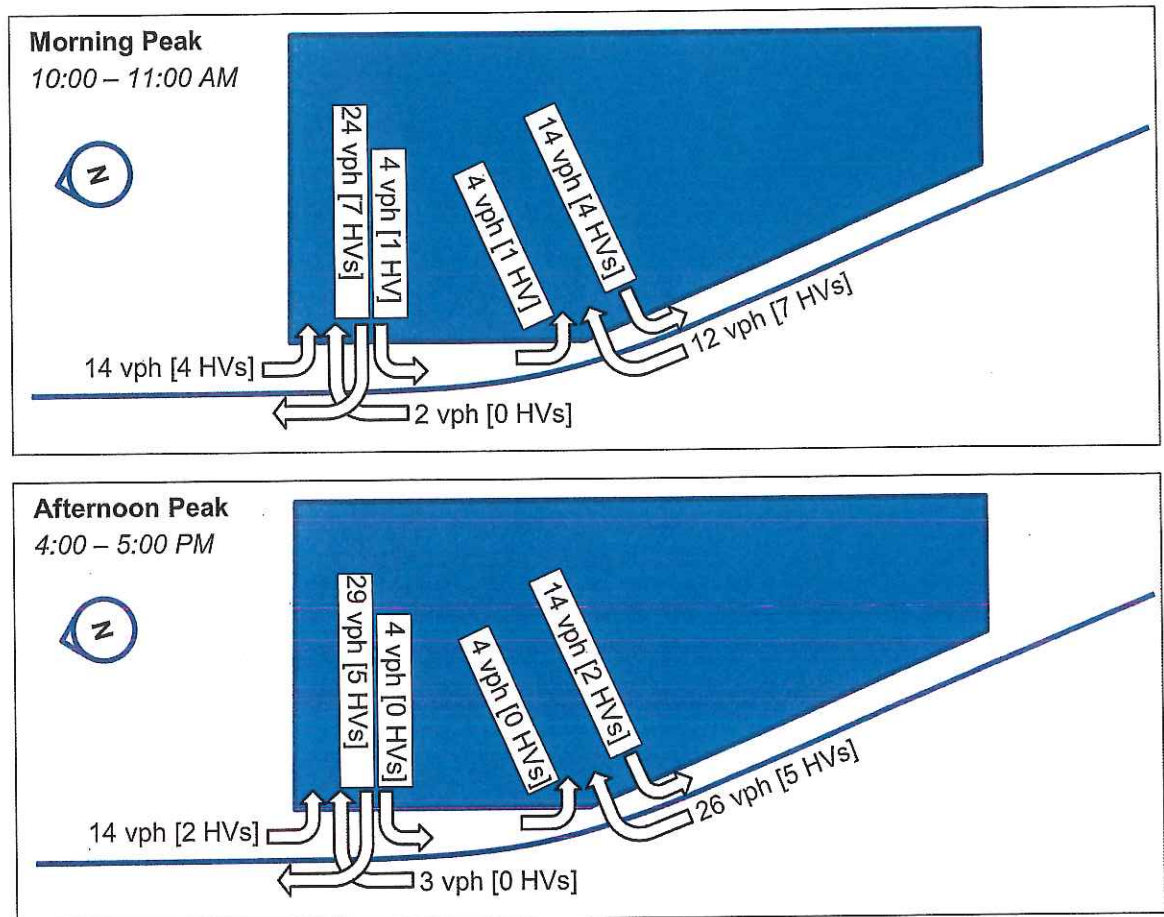 Morning Peak
10:00 – 11:00 AM
N
24 vph [7 HVs]
4 vph [1 HV]
4 vph [1 HV]
14 vph [4 HVs]
14 vph [4 HVs]
2 vph [0 HVs]
12 vph [7 HVs]
Afternoon Peak
4:00 – 5:00 PM
N
29 vph [5 HVs]
4 vph [0 HVs]
4 vph [0 HVs]
14 vph [2 HVs]
14 vph [2 HVs]
3 vph [0 HVs]
26 vph [5 HVs]